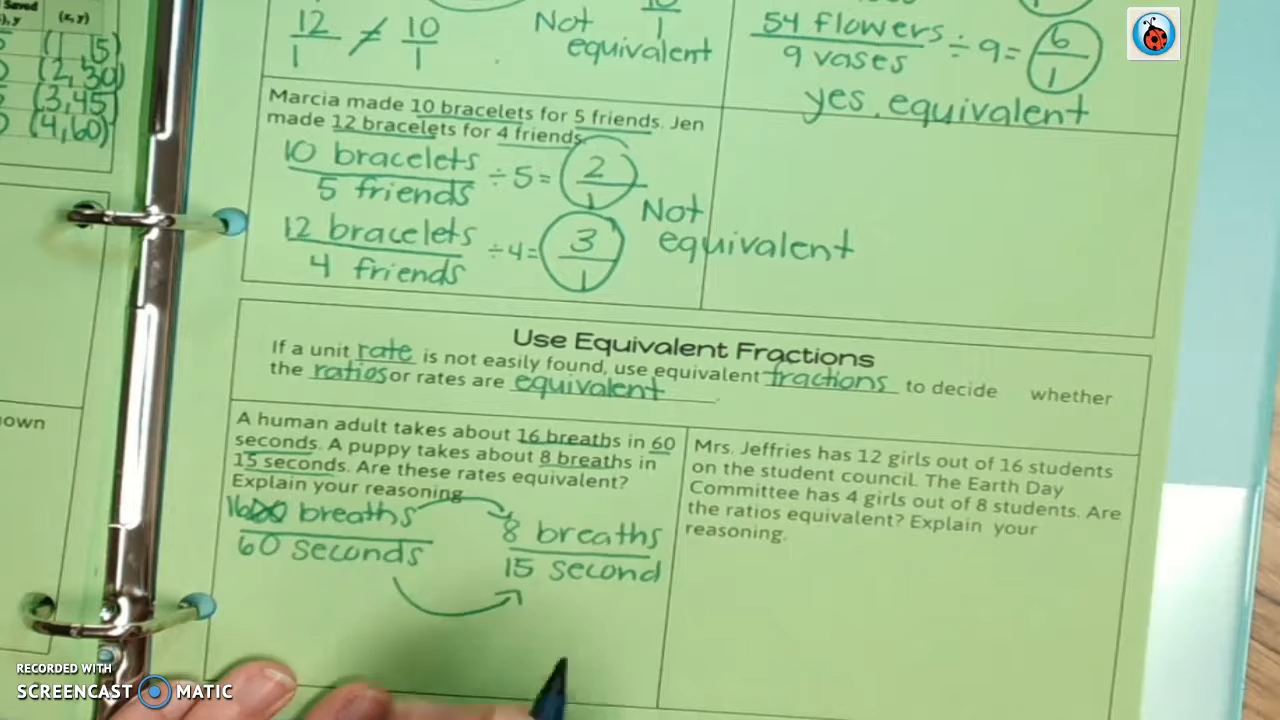 Saved
), y
(x, y)
(1, 15)
(2, 30)
(3, 45)
(4, 60)
own
12/1 ≠ 10/1
Not
equivalent
10/1
54 flowers / 9 vases ÷ 9 = 6/1
yes, equivalent
Marcia made 10 bracelets for 5 friends. Jen
made 12 bracelets for 4 friends.
10 bracelets / 5 friends ÷ 5 = 2/1
12 bracelets / 4 friends ÷ 4 = 3/1
Not
equivalent
Use Equivalent Fractions
If a unit rate is not easily found, use equivalent fractions to decide whether
the ratios or rates are equivalent.
A human adult takes about 16 breaths in 60
seconds. A puppy takes about 8 breaths in
15 seconds. Are these rates equivalent?
Explain your reasoning
16 breaths
60 seconds
8 breaths
15 second
Mrs. Jeffries has 12 girls out of 16 students
on the student council. The Earth Day
Committee has 4 girls out of 8 students. Are
the ratios equivalent? Explain your
reasoning.
RECORDED WITH
SCREENCAST MATIC